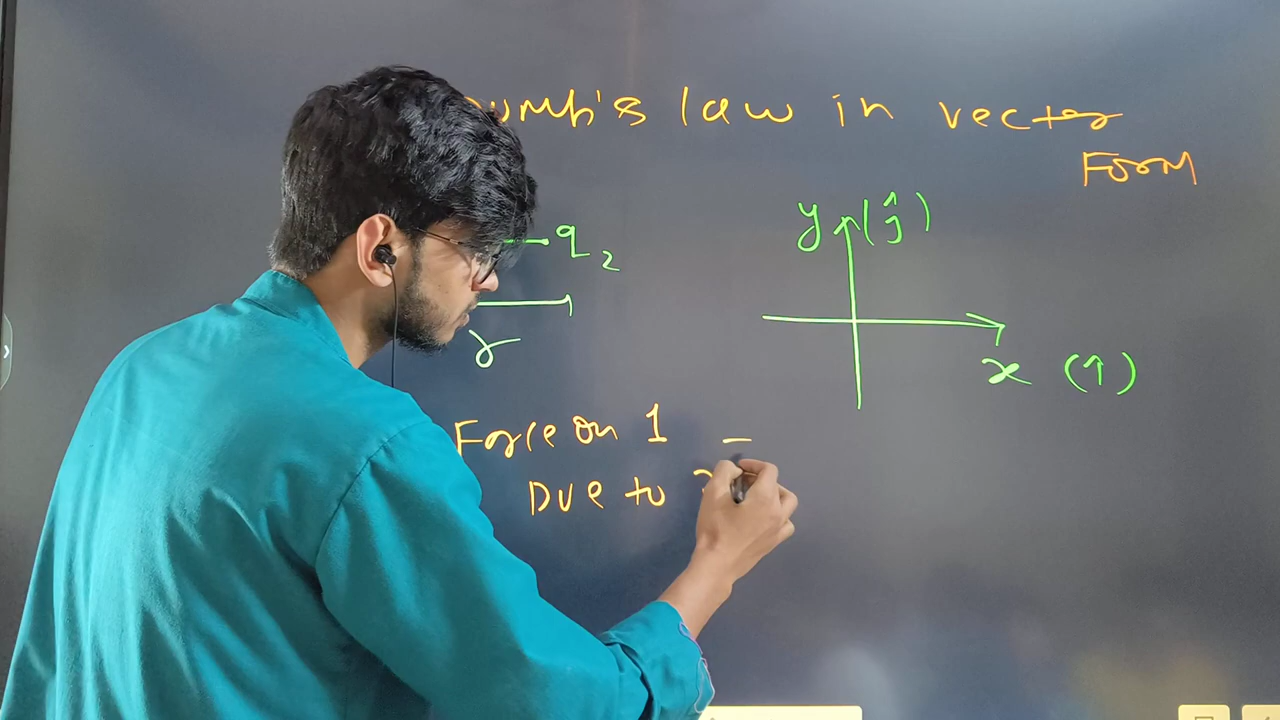 umb's law in vector
Form
q2
y (ĵ)
r
x (î)
Force on 1 =
Due to